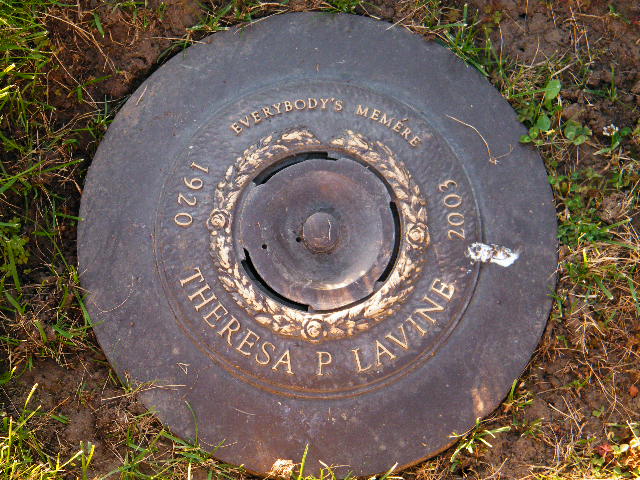 EVERYBODY'S MEMÉRE
1920
2003
THERESA P LAVINE